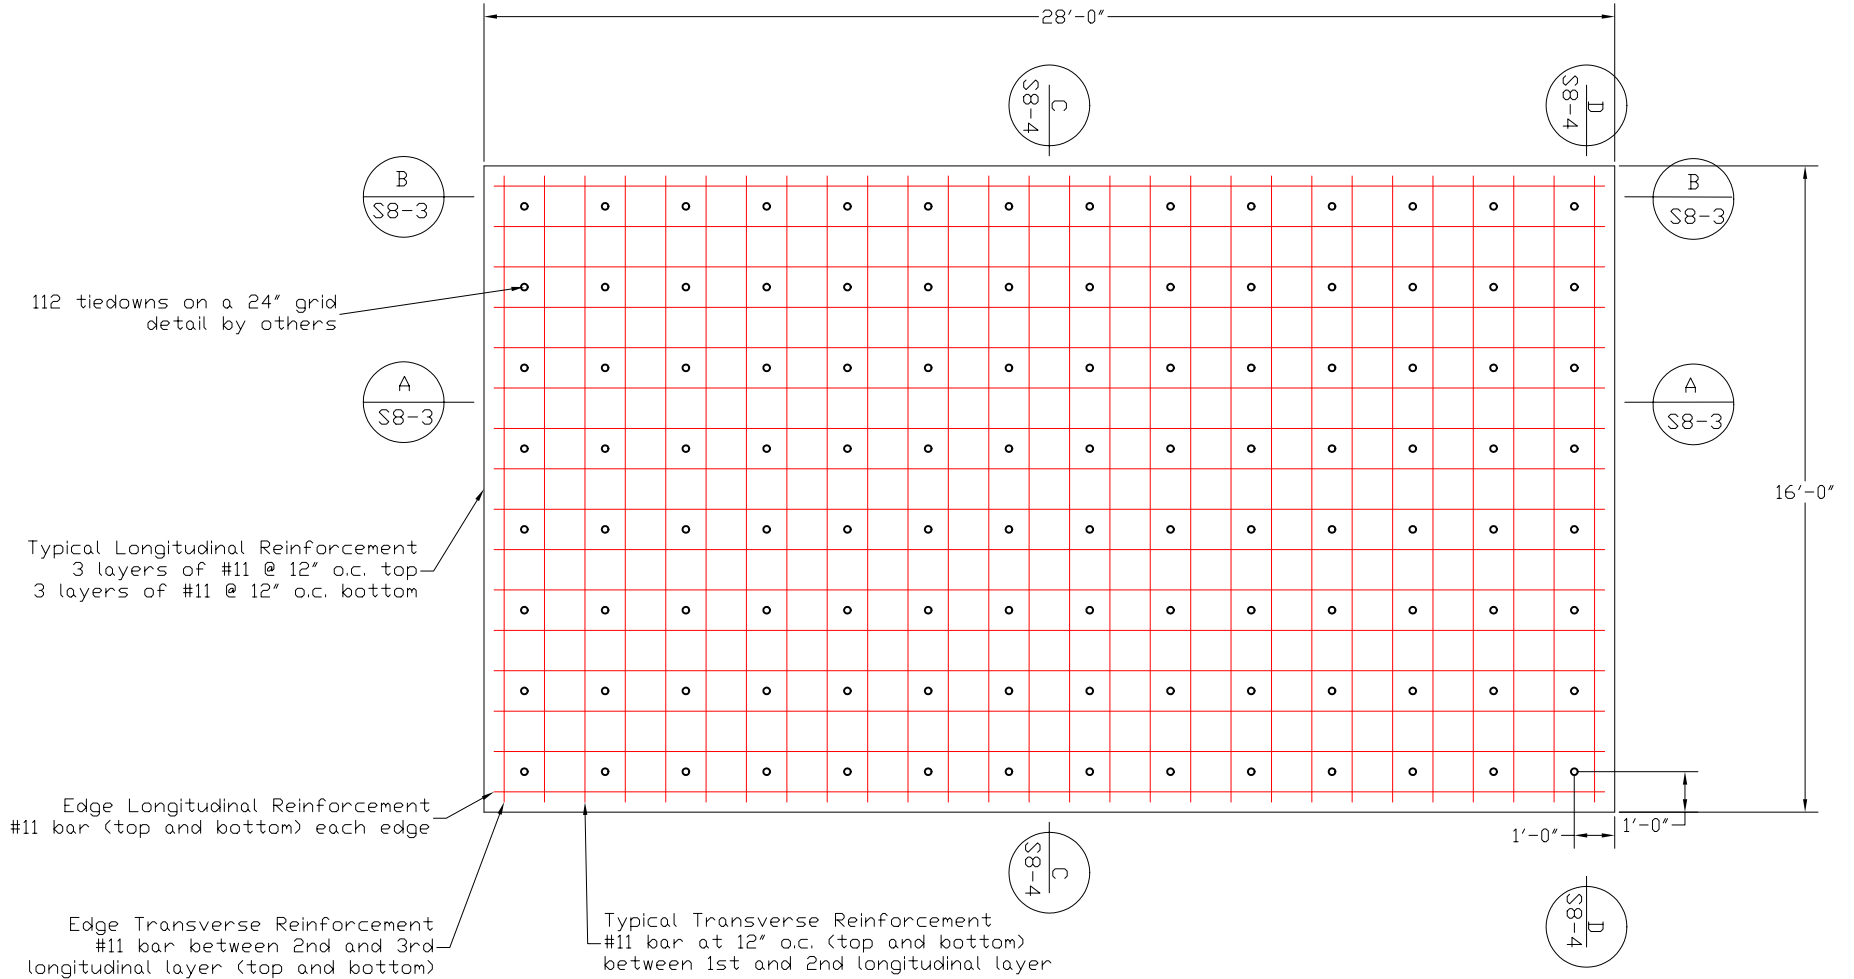 28'-0"
C
S8-4
D
S8-4
B
S8-3
B
S8-3
112 tiedowns on a 24" grid
detail by others
A
S8-3
A
S8-3
16'-0"
Typical Longitudinal Reinforcement
3 layers of #11 @ 12" o.c. top
3 layers of #11 @ 12" o.c. bottom
Edge Longitudinal Reinforcement
#11 bar (top and bottom) each edge
1'-0"
1'-0"
C
S8-4
D
S8-4
Edge Transverse Reinforcement
#11 bar between 2nd and 3rd
longitudinal layer (top and bottom)
Typical Transverse Reinforcement
#11 bar at 12" o.c. (top and bottom)
between 1st and 2nd longitudinal layer